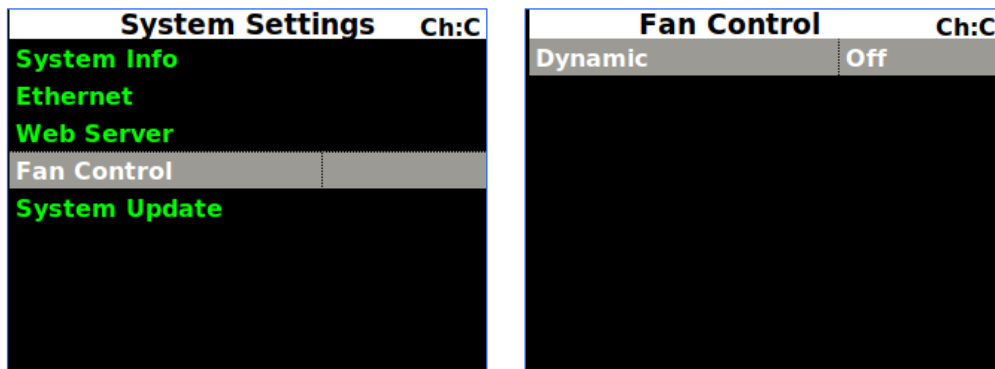 System Settings Ch:C
System Info
Ethernet
Web Server
Fan Control
System Update
Fan Control Ch:C
Dynamic Off